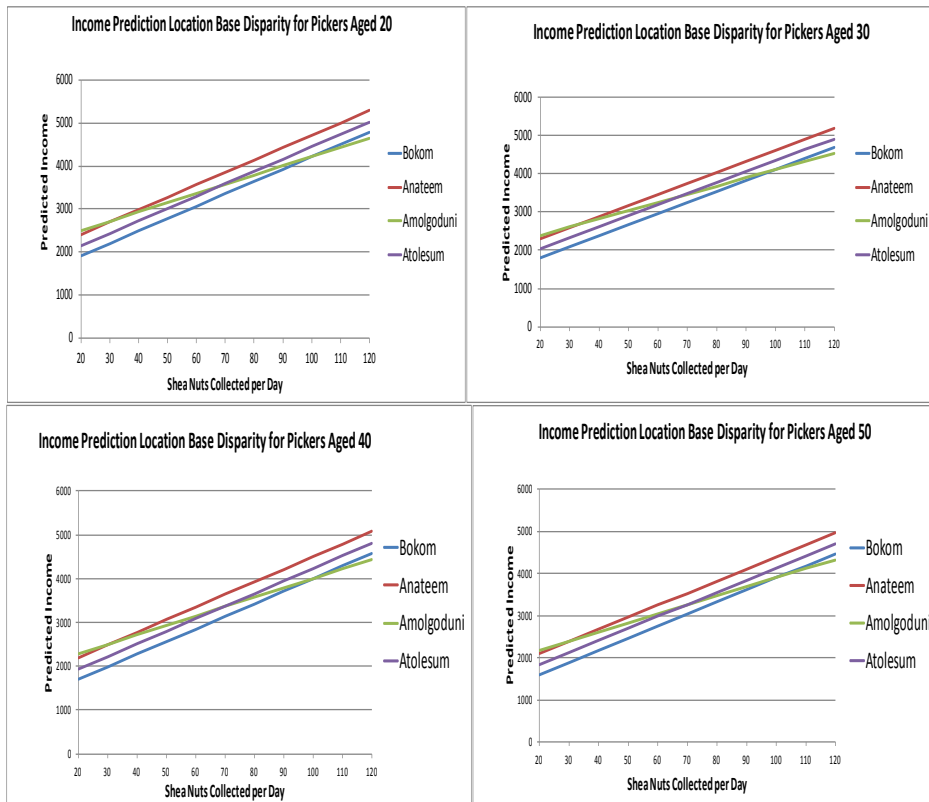 Income Prediction Location Base Disparity for Pickers Aged 20
6000
5000
4000
3000
2000
1000
0
Predicted Income
20 30 40 50 60 70 80 90 100 110 120
Shea Nuts Collected per Day
Bokom
Anateem
Amolgoduni
Atolesum
Income Prediction Location Base Disparity for Pickers Aged 30
6000
5000
4000
3000
2000
1000
0
Predicted Income
20 30 40 50 60 70 80 90 100 110 120
Shea Nuts Collected per Day
Bokom
Anateem
Amolgoduni
Atolesum
Income Prediction Location Base Disparity for Pickers Aged 40
6000
5000
4000
3000
2000
1000
0
Predicted Income
20 30 40 50 60 70 80 90 100 110 120
Shea Nuts Collected per Day
Bokom
Anateem
Amolgoduni
Atolesum
Income Prediction Location Base Disparity for Pickers Aged 50
6000
5000
4000
3000
2000
1000
0
Predicted Income
20 30 40 50 60 70 80 90 100 110 120
Shea Nuts Collected per Day
Bokom
Anateem
Amolgoduni
Atolesum